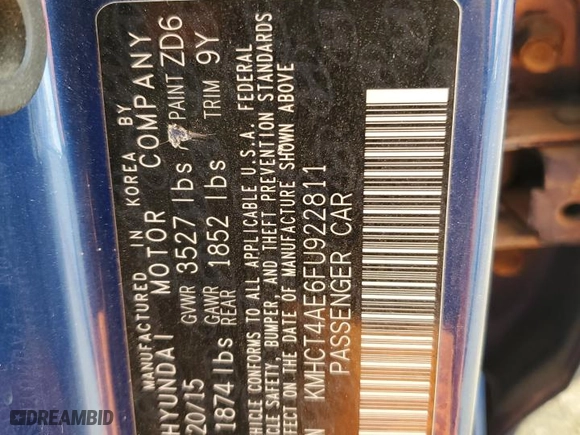 MANUFACTURED IN KOREA BY
HYUNDAI MOTOR COMPANY
20/15 GVWR 3527 lbs PAINT ZD6
GAWR
1874 lbs REAR 1852 lbs TRIM 9Y
VEHICLE CONFORMS TO ALL APPLICABLE U.S.A. FEDERAL
VEHICLE SAFETY, BUMPER, AND THEFT PREVENTION STANDARDS
ON THE DATE OF MANUFACTURE SHOWN ABOVE
KMHCT4AE6FU922811
PASSENGER CAR
DREAMBID